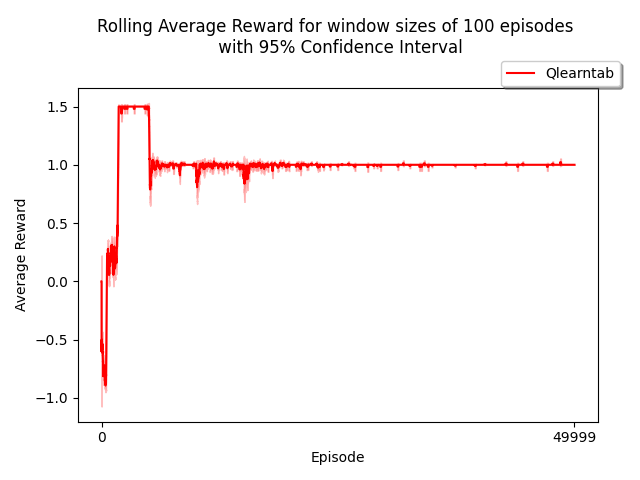 Rolling Average Reward for window sizes of 100 episodes
with 95% Confidence Interval
Qlearntab
1.5
1.0
0.5
0.0
−0.5
−1.0
Average Reward
0
49999
Episode